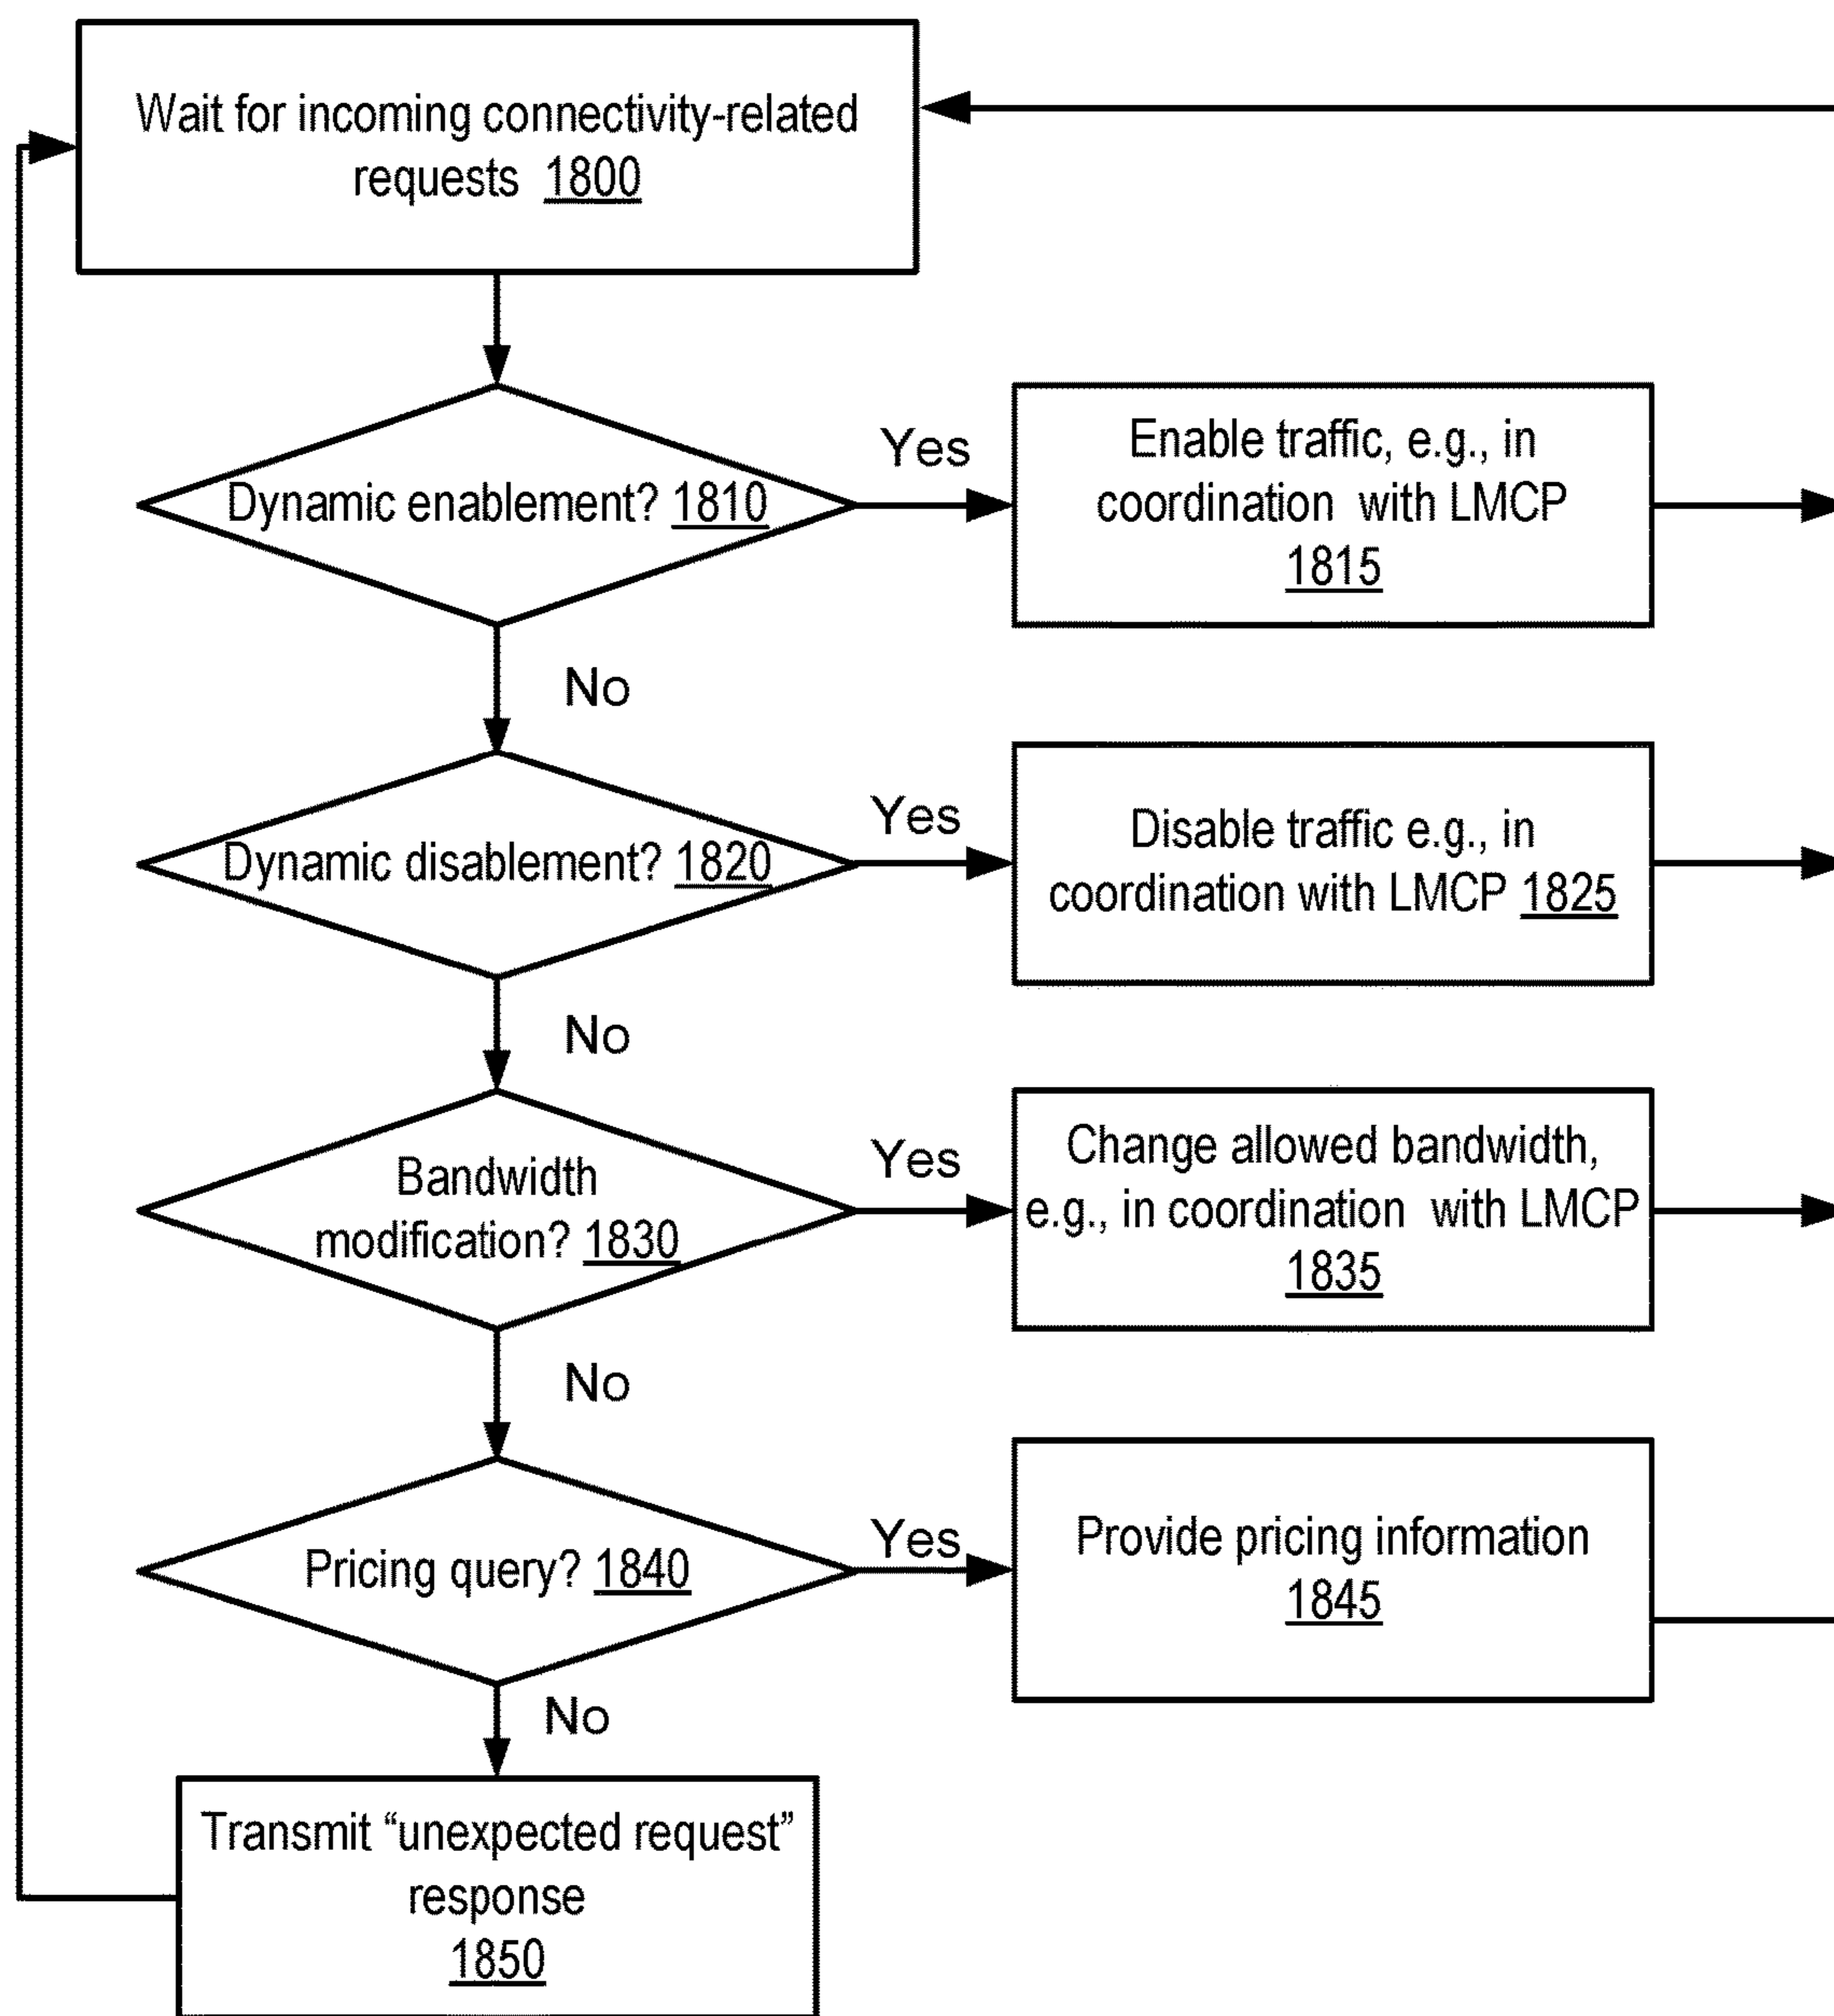 Wait for incoming connectivity-related
requests 1800
Dynamic enablement? 1810
Yes
Enable traffic, e.g., in
coordination with LMCP
1815
No
Dynamic disablement? 1820
Yes
Disable traffic e.g., in
coordination with LMCP 1825
No
Bandwidth
modification? 1830
Yes
Change allowed bandwidth,
e.g., in coordination with LMCP
1835
No
Pricing query? 1840
Yes
Provide pricing information
1845
No
Transmit “unexpected request”
response
1850